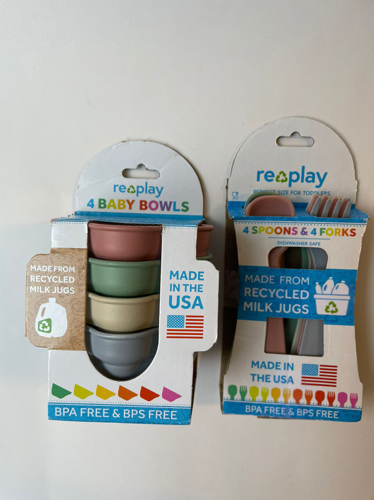 re play
4 BABY BOWLS
MADE FROM
RECYCLED
MILK JUGS
MADE IN
THE USA
BPA FREE & BPS FREE
re play
PERFECT SIZE FOR TODDLERS
4 SPOONS & 4 FORKS
DISHWASHER SAFE
MADE FROM
RECYCLED
MILK JUGS
MADE IN
THE USA
BPA FREE & BPS FREE